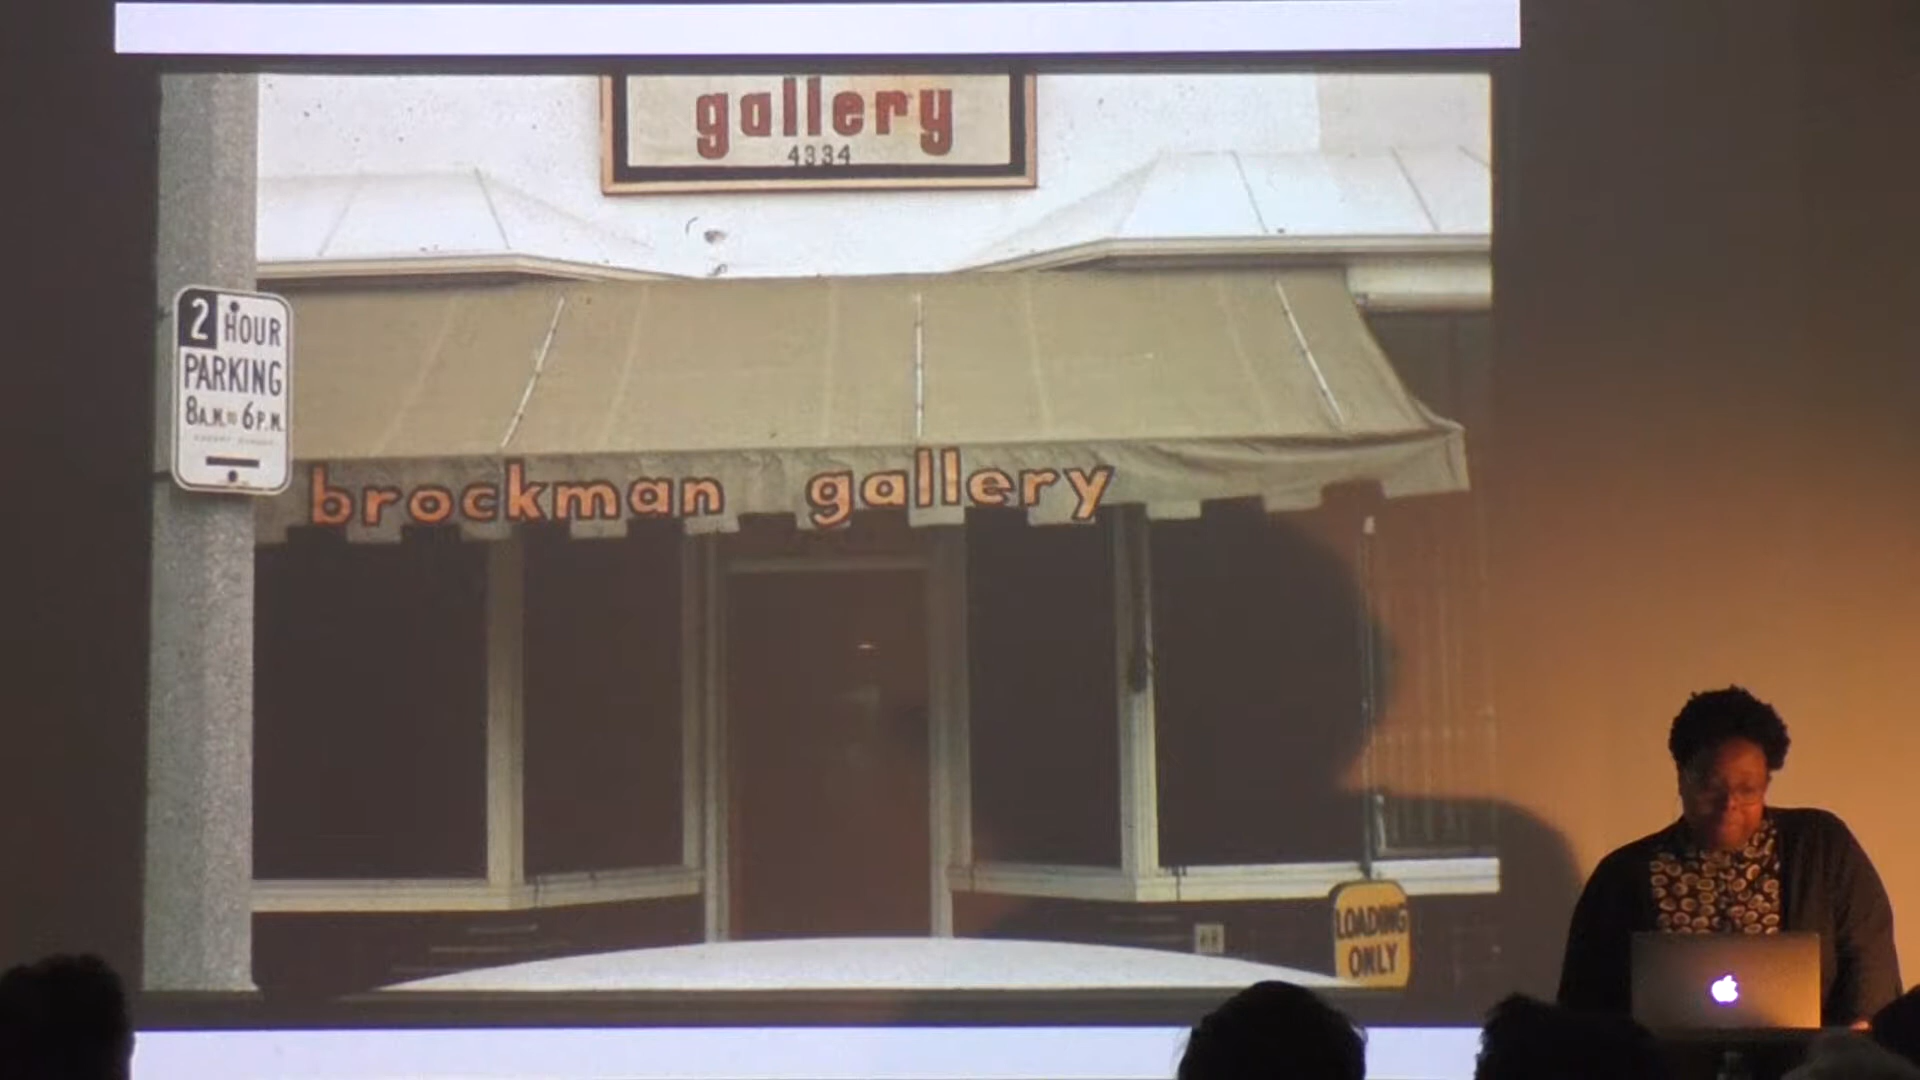 gallery
4334
2 HOUR
PARKING
8A.M. TO 6P.M.
brockman gallery
LOADING
ONLY